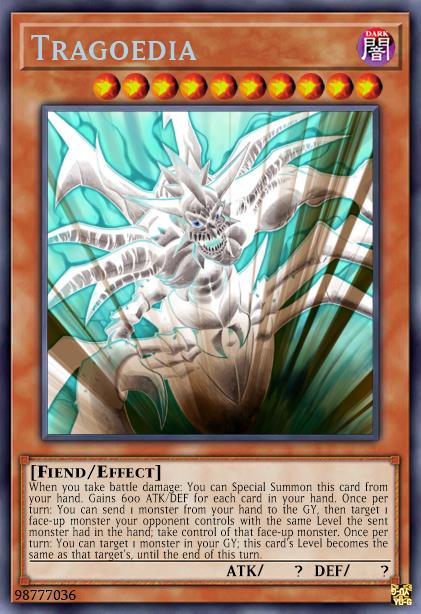 Tragoedia
DARK
闇
[Fiend/Effect]
When you take battle damage: You can Special Summon this card from
your hand. Gains 600 ATK/DEF for each card in your hand. Once per
turn: You can send 1 monster from your hand to the GY, then target 1
face-up monster your opponent controls with the same Level the sent
monster had in the hand; take control of that face-up monster. Once per
turn: You can target 1 monster in your GY; this card's Level becomes the
same as that target's, until the end of this turn.
ATK/ ? DEF/ ?
98777036